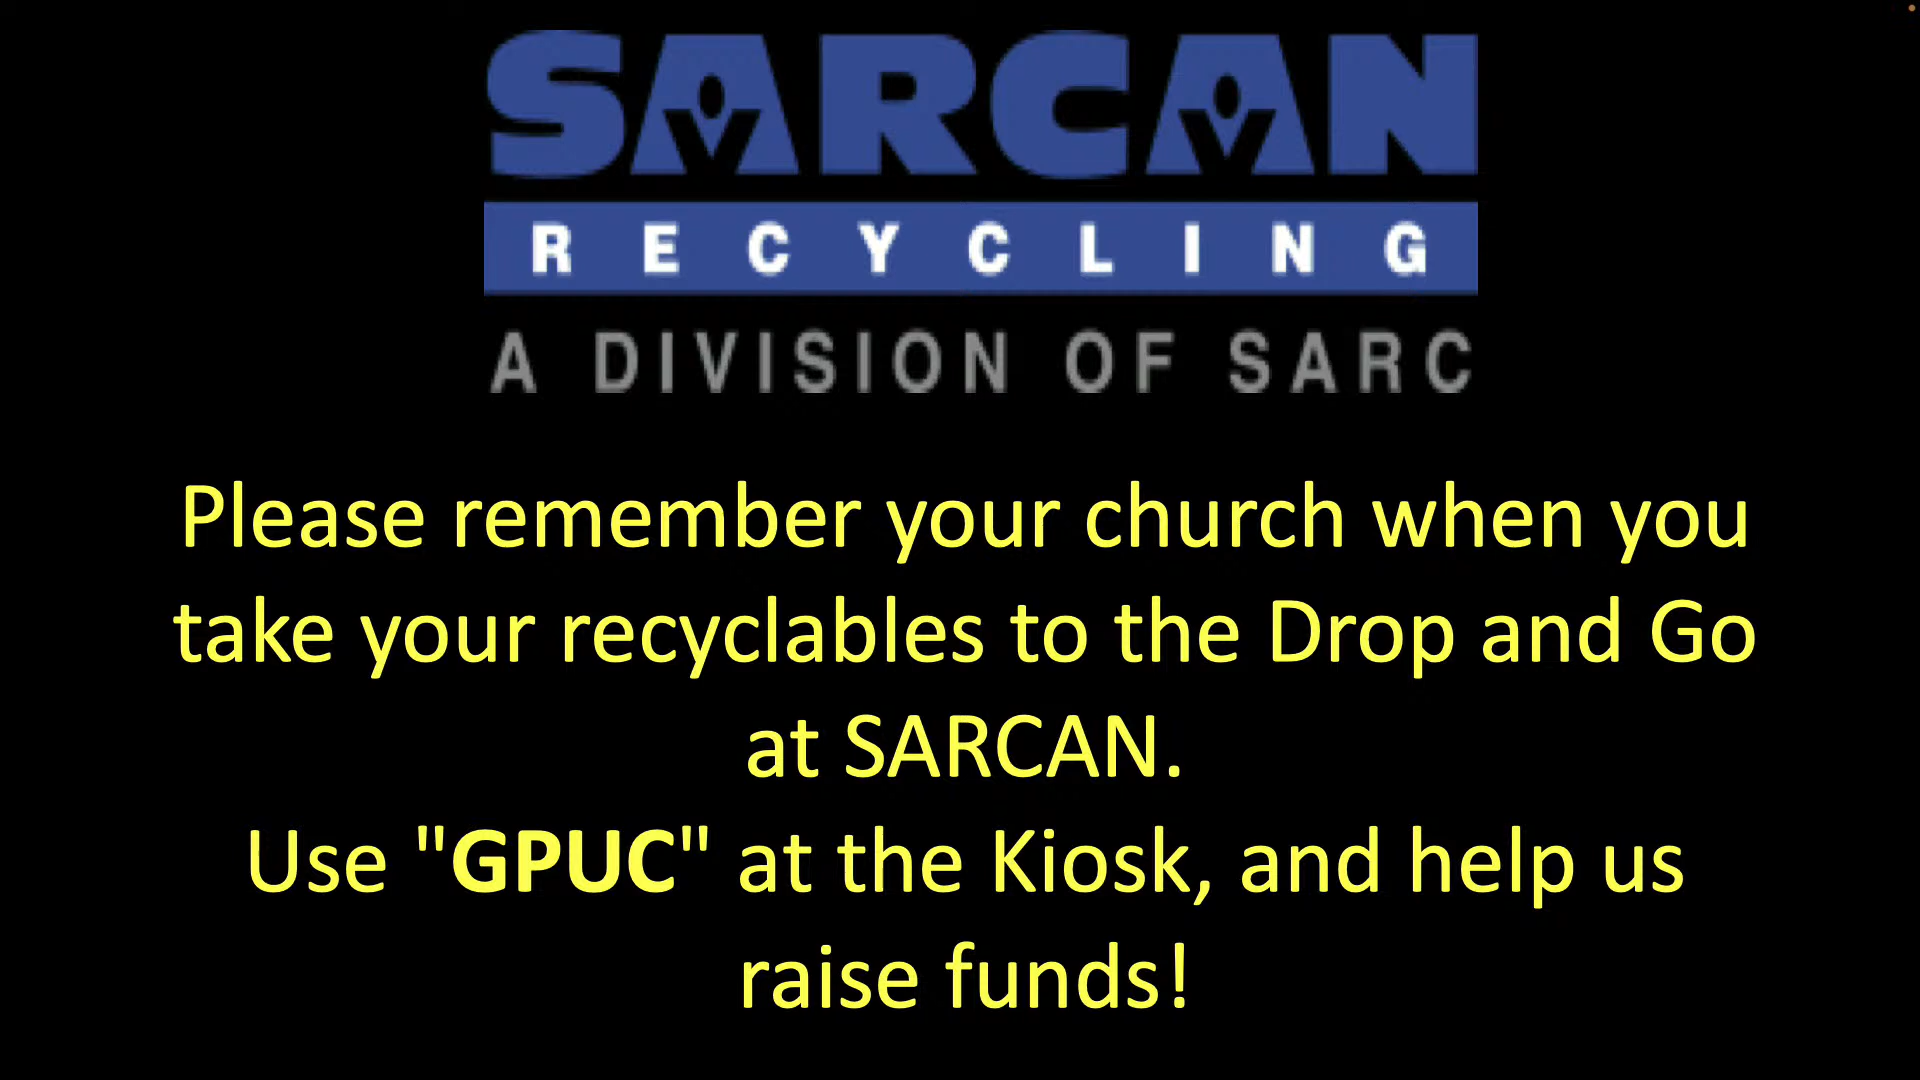 SARCAN
RECYCLING
A DIVISION OF SARC
Please remember your church when you
take your recyclables to the Drop and Go
at SARCAN.
Use "GPUC" at the Kiosk, and help us
raise funds!